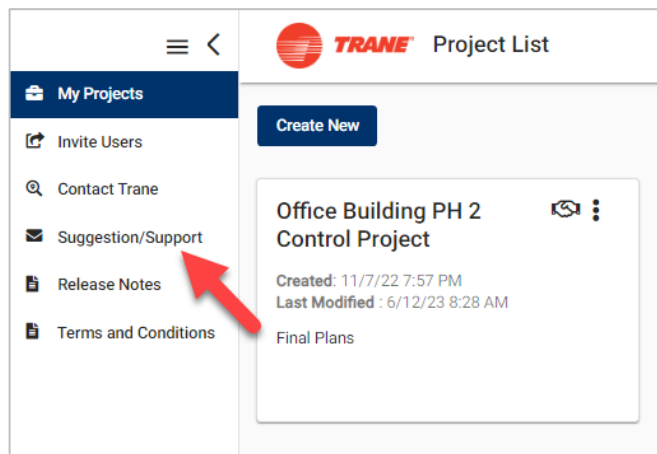 TRANE® Project List
My Projects
Invite Users
Contact Trane
Suggestion/Support
Release Notes
Terms and Conditions
Create New
Office Building PH 2
Control Project
Created: 11/7/22 7:57 PM
Last Modified : 6/12/23 8:28 AM
Final Plans